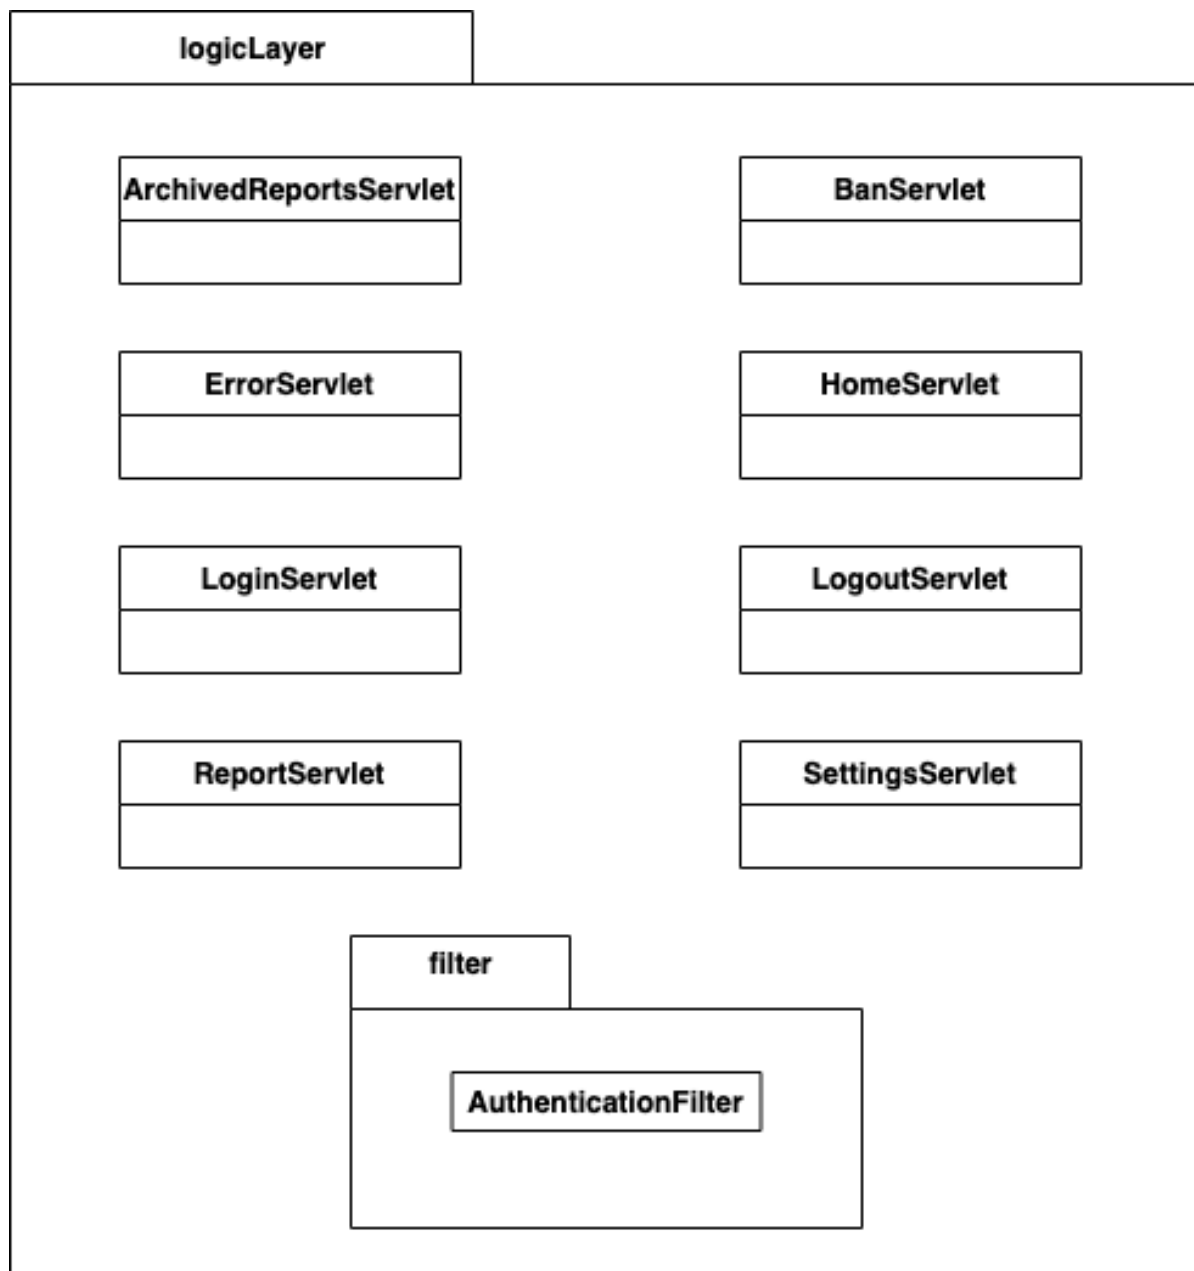 logicLayer
ArchivedReportsServlet
BanServlet
ErrorServlet
HomeServlet
LoginServlet
LogoutServlet
ReportServlet
SettingsServlet
filter
AuthenticationFilter